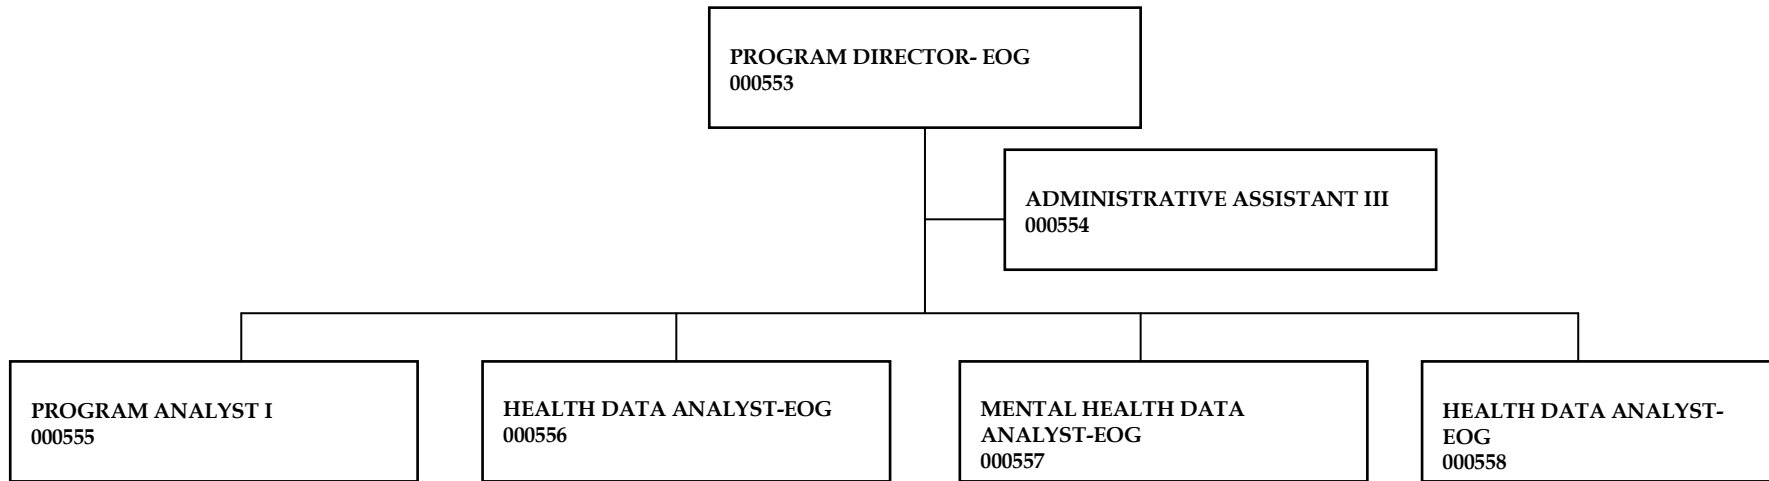 PROGRAM DIRECTOR- EOG
000553
ADMINISTRATIVE ASSISTANT III
000554
PROGRAM ANALYST I
000555
HEALTH DATA ANALYST-EOG
000556
MENTAL HEALTH DATA
ANALYST-EOG
000557
HEALTH DATA ANALYST-
EOG
000558